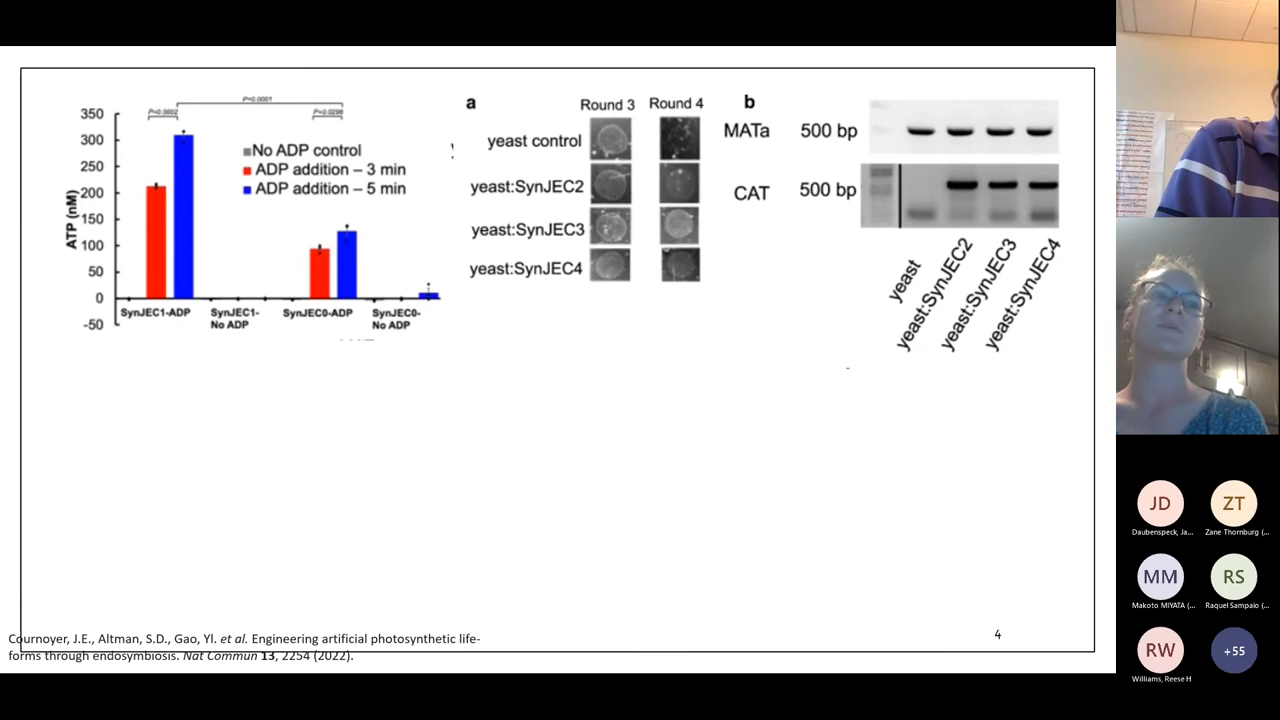 350
300
250
200
150
100
50
0
-50
ATP (nM)
P=0.0002
P=0.0001
P=0.0298
No ADP control
ADP addition – 3 min
ADP addition – 5 min
SynJEC1-ADP
SynJEC1-
No ADP
SynJEC0-ADP
SynJEC0-
No ADP
a
Round 3 Round 4
yeast control
yeast:SynJEC2
yeast:SynJEC3
yeast:SynJEC4
b
MATa 500 bp
CAT 500 bp
yeast
yeast:SynJEC2
yeast:SynJEC3
yeast:SynJEC4
Cournoyer, J.E., Altman, S.D., Gao, Yl. et al. Engineering artificial photosynthetic life-
forms through endosymbiosis. Nat Commun 13, 2254 (2022).
4
JD
Daubenspeck, Ja...
ZT
Zane Thornburg (...
MM
Makoto MIYATA (...
RS
Raquel Sampaio (...
RW
Williams, Reese H
+55